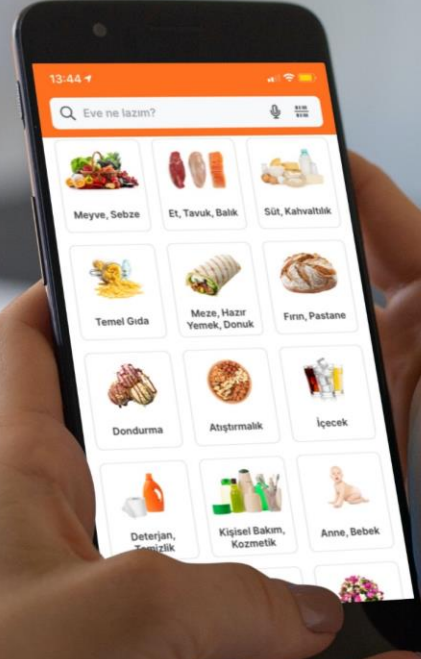 13:44
Eve ne lazım?
Meyve, Sebze
Et, Tavuk, Balık
Süt, Kahvaltılık
Temel Gıda
Meze, Hazır
Yemek, Donuk
Fırın, Pastane
Dondurma
Atıştırmalık
İçecek
Deterjan,
Temizlik
Kişisel Bakım,
Kozmetik
Anne, Bebek